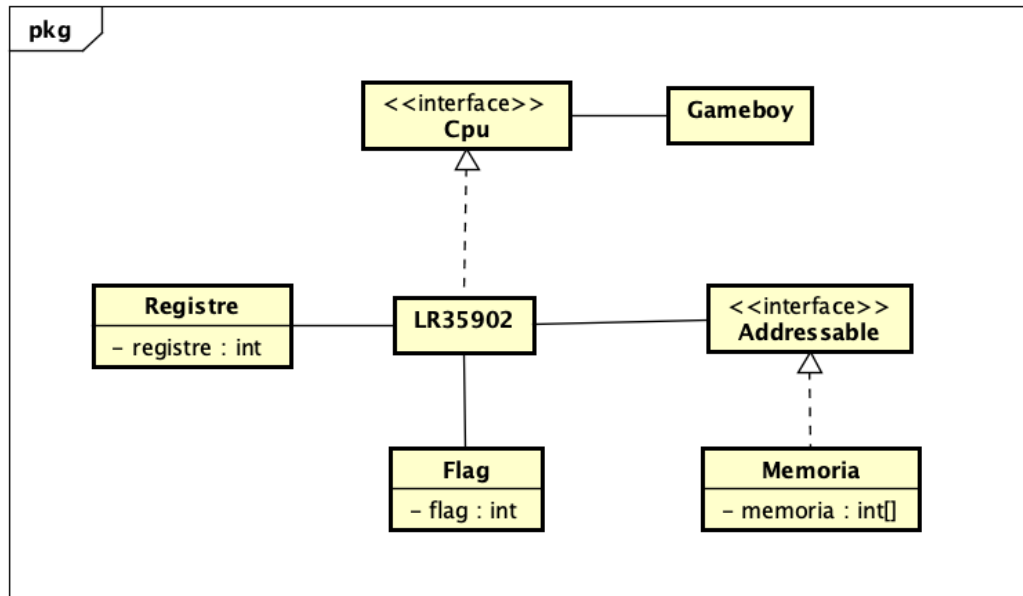 pkg
<<interface>>
Cpu
Gameboy
Registre
– registre : int
LR35902
<<interface>>
Addressable
Flag
– flag : int
Memoria
– memoria : int[]